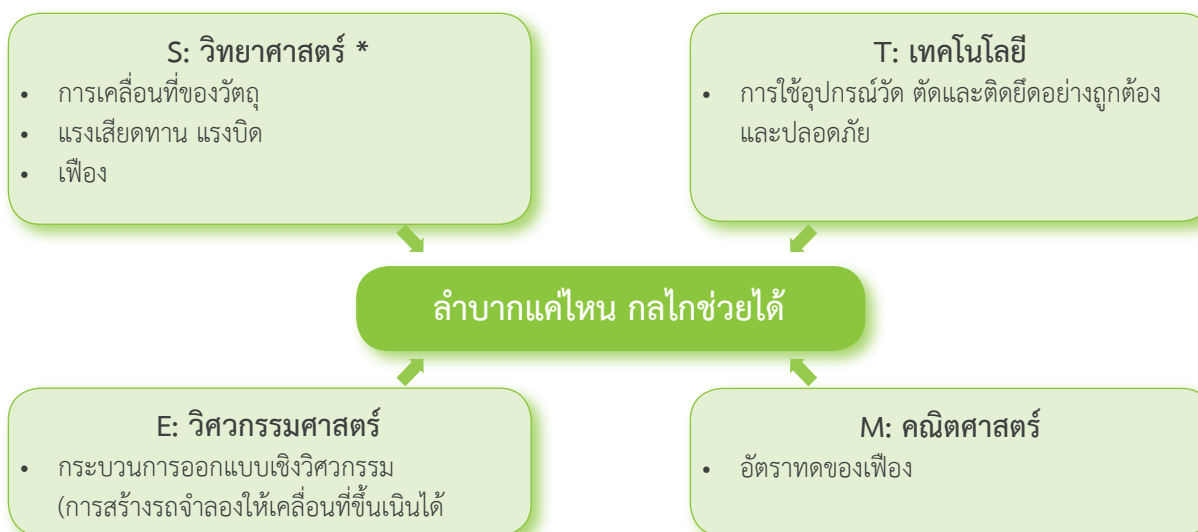 S: วิทยาศาสตร์ *
• การเคลื่อนที่ของวัตถุ
• แรงเสียดทาน แรงบิด
• เฟือง
T: เทคโนโลยี
• การใช้อุปกรณ์วัด ตัดและติดยึดอย่างถูกต้อง
และปลอดภัย
ลำบากแค่ไหน กลไกช่วยได้
E: วิศวกรรมศาสตร์
• กระบวนการออกแบบเชิงวิศวกรรม
(การสร้างรถจำลองให้เคลื่อนที่ขึ้นเนินได้
M: คณิตศาสตร์
• อัตราทดของเฟือง